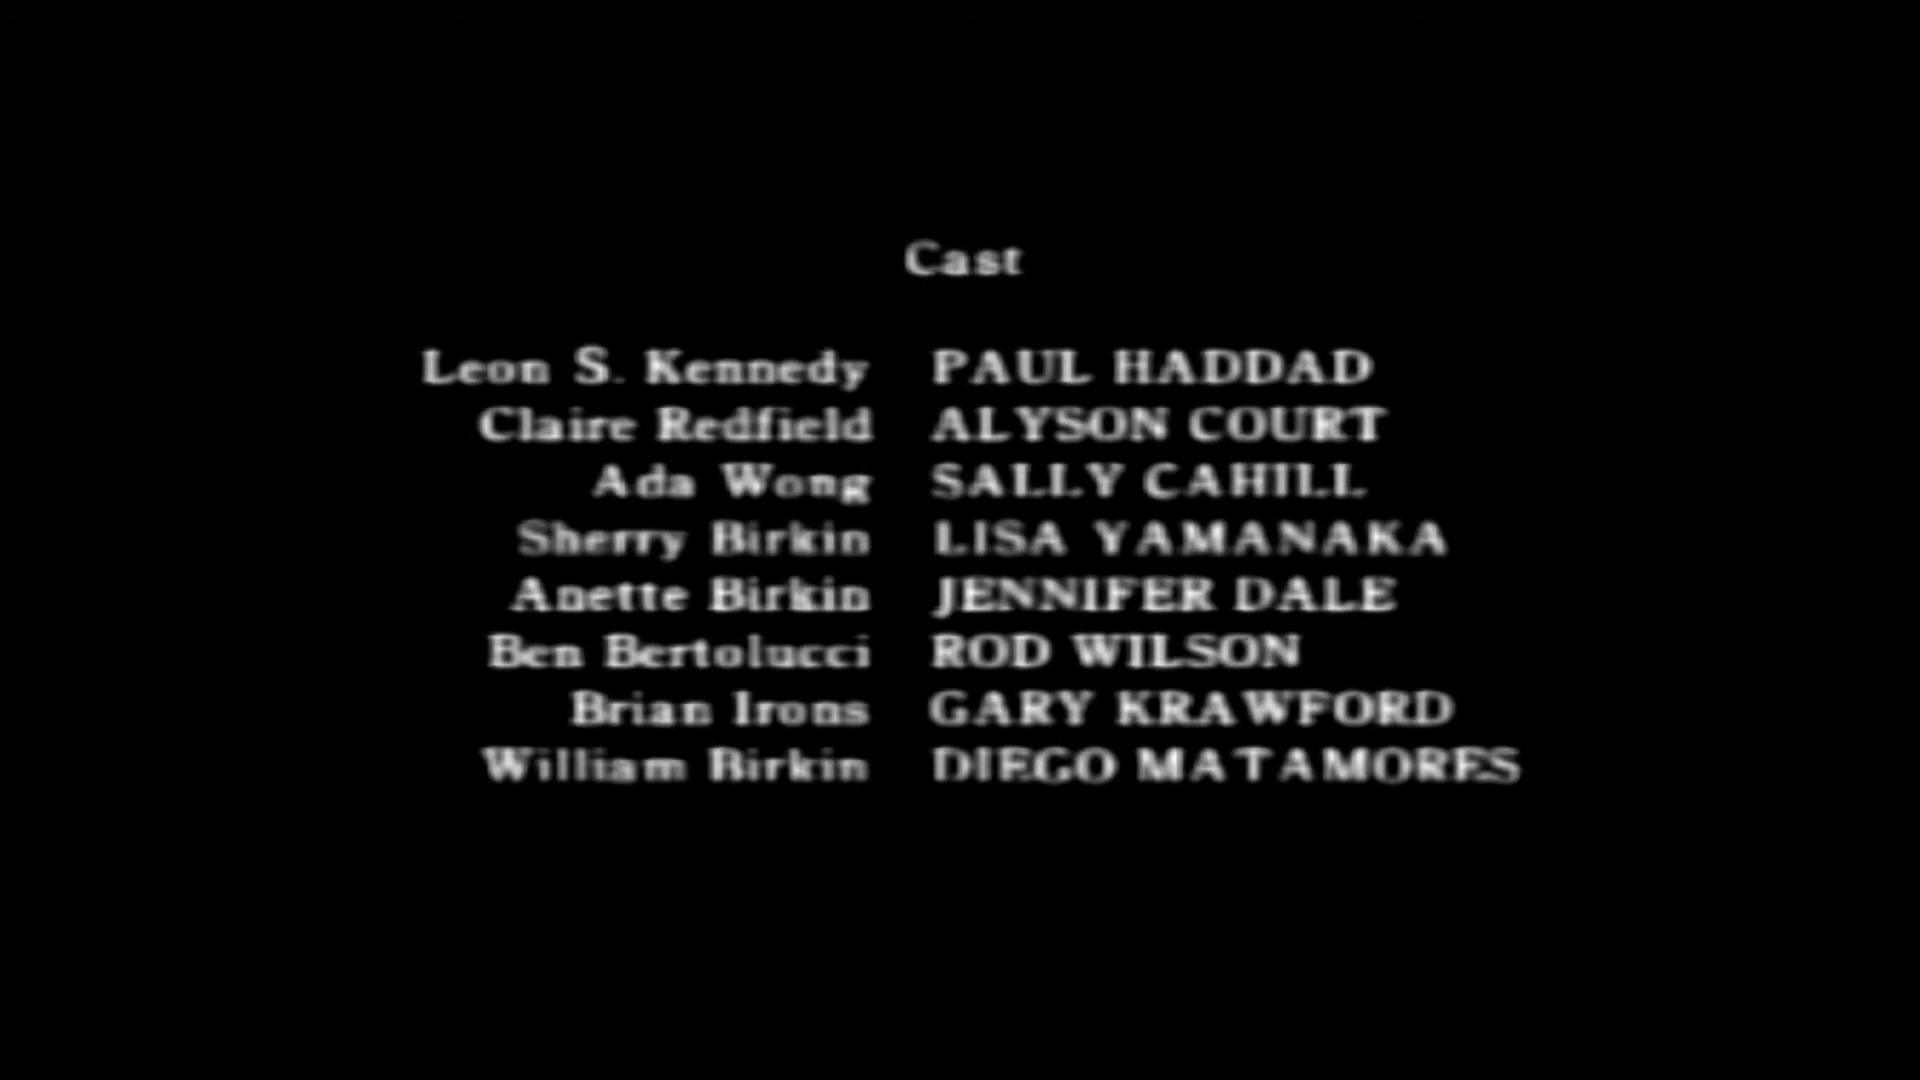 Cast
Leon S. Kennedy PAUL HADDAD
Claire Redfield ALYSON COURT
Ada Wong SALLY CAHILL
Sherry Birkin LISA YAMANAKA
Anette Birkin JENNIFER DALE
Ben Bertolucci ROD WILSON
Brian Irons GARY KRAWFORD
William Birkin DIEGO MATAMORES